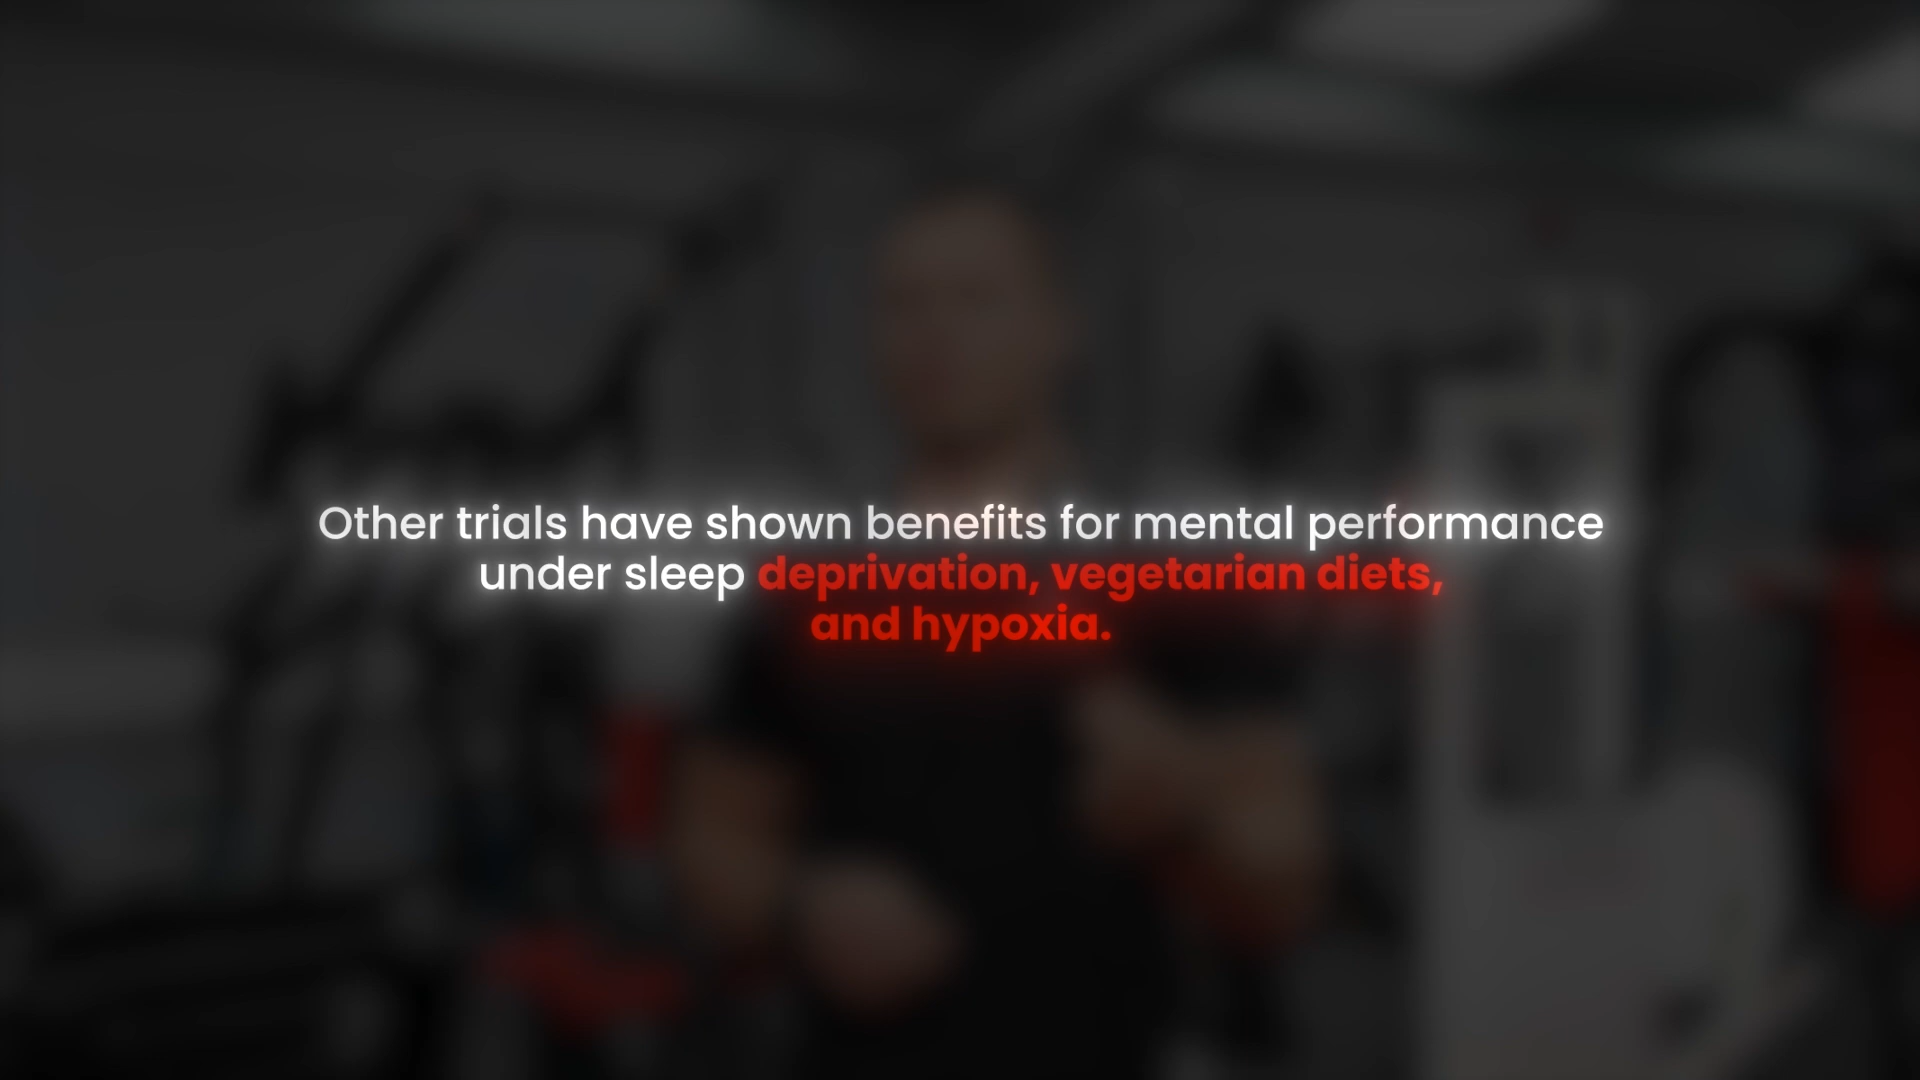 Other trials have shown benefits for mental performance
under sleep deprivation, vegetarian diets,
and hypoxia.